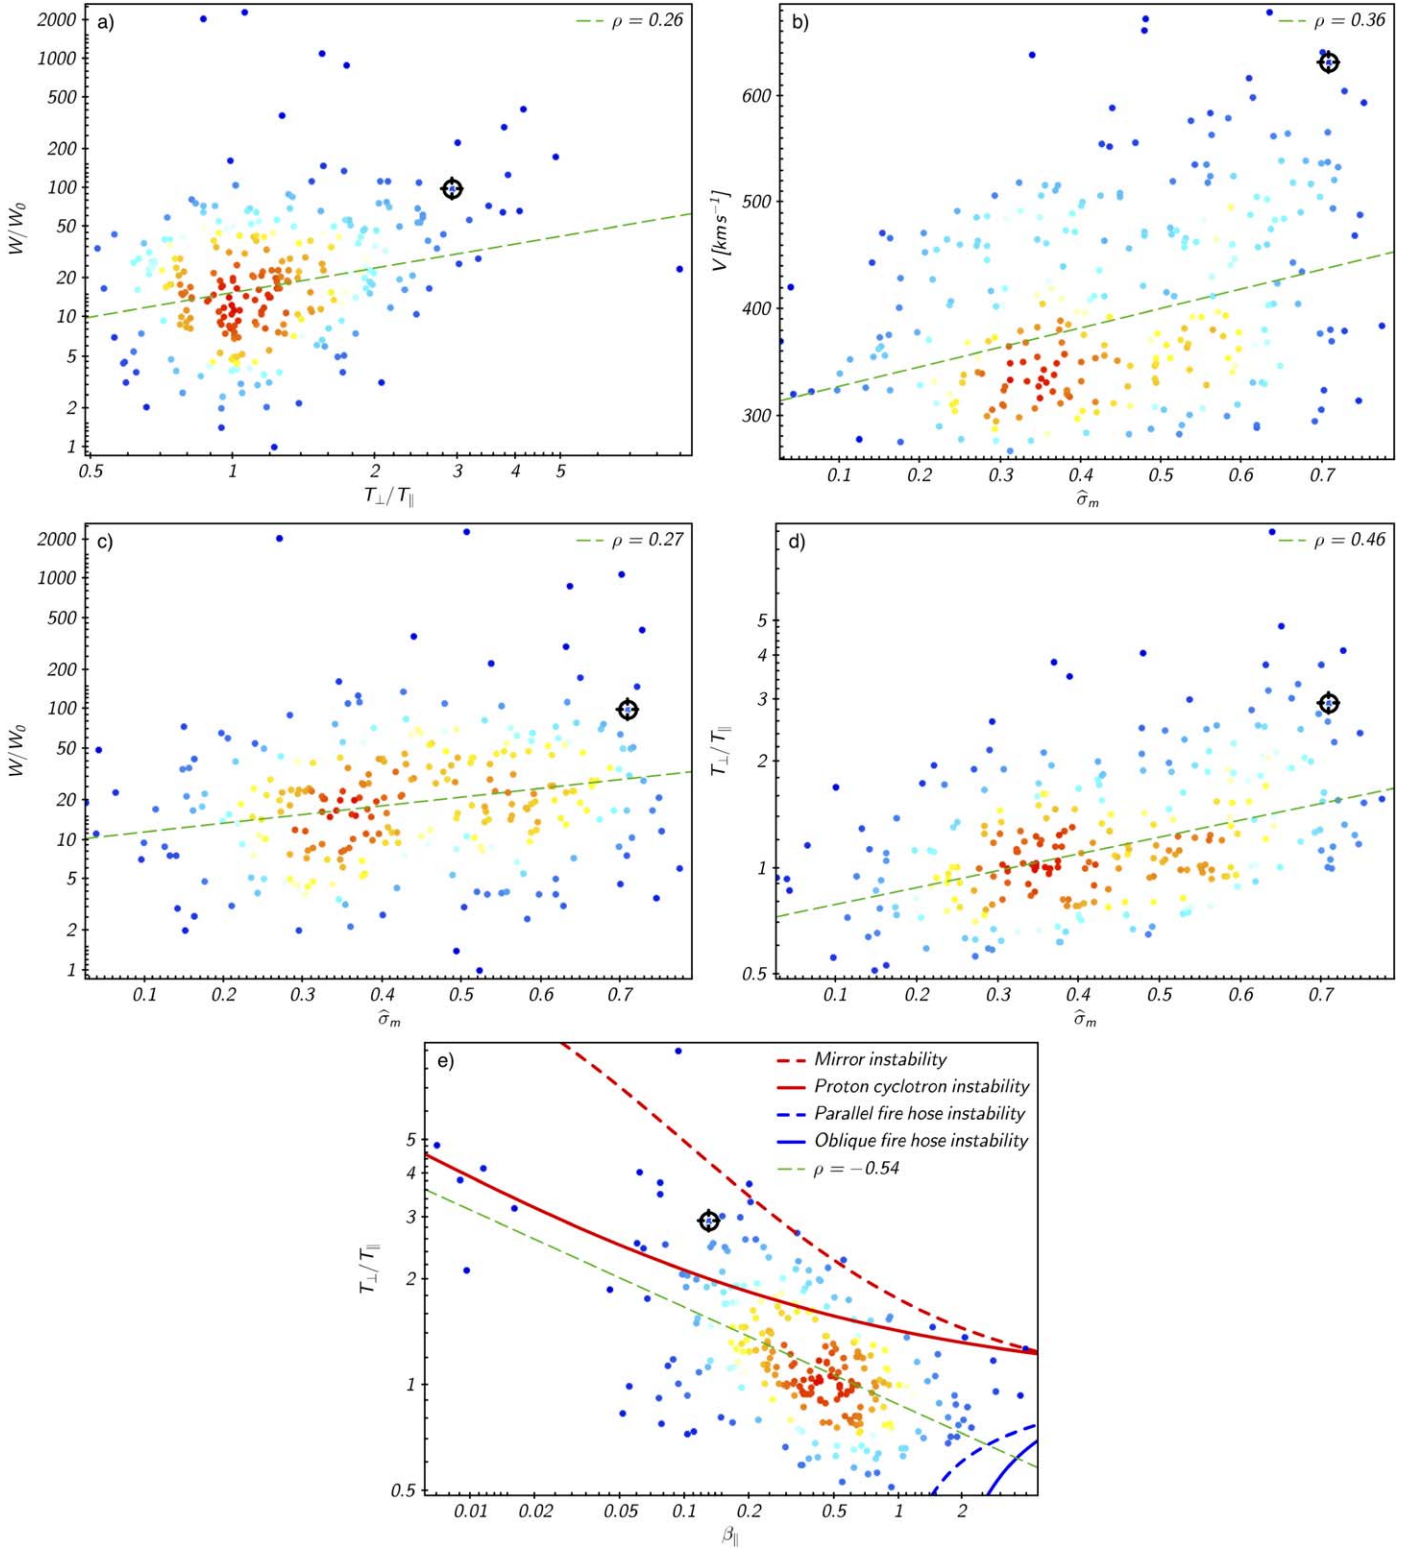 a)
ρ = 0.26
2000
1000
500
200
100
50
20
10
5
2
1
W/W₀
0.5 1 2 3 4 5
T⊥/T∥
b)
ρ = 0.36
600
500
400
300
V [kms⁻¹]
0.1 0.2 0.3 0.4 0.5 0.6 0.7
σ̂ₘ
c)
ρ = 0.27
2000
1000
500
200
100
50
20
10
5
2
1
W/W₀
0.1 0.2 0.3 0.4 0.5 0.6 0.7
σ̂ₘ
d)
ρ = 0.46
5
4
3
2
1
0.5
T⊥/T∥
0.1 0.2 0.3 0.4 0.5 0.6 0.7
σ̂ₘ
e)
Mirror instability
Proton cyclotron instability
Parallel fire hose instability
Oblique fire hose instability
ρ = −0.54
5
4
3
2
1
0.5
T⊥/T∥
0.01 0.02 0.05 0.1 0.2 0.5 1 2
β∥